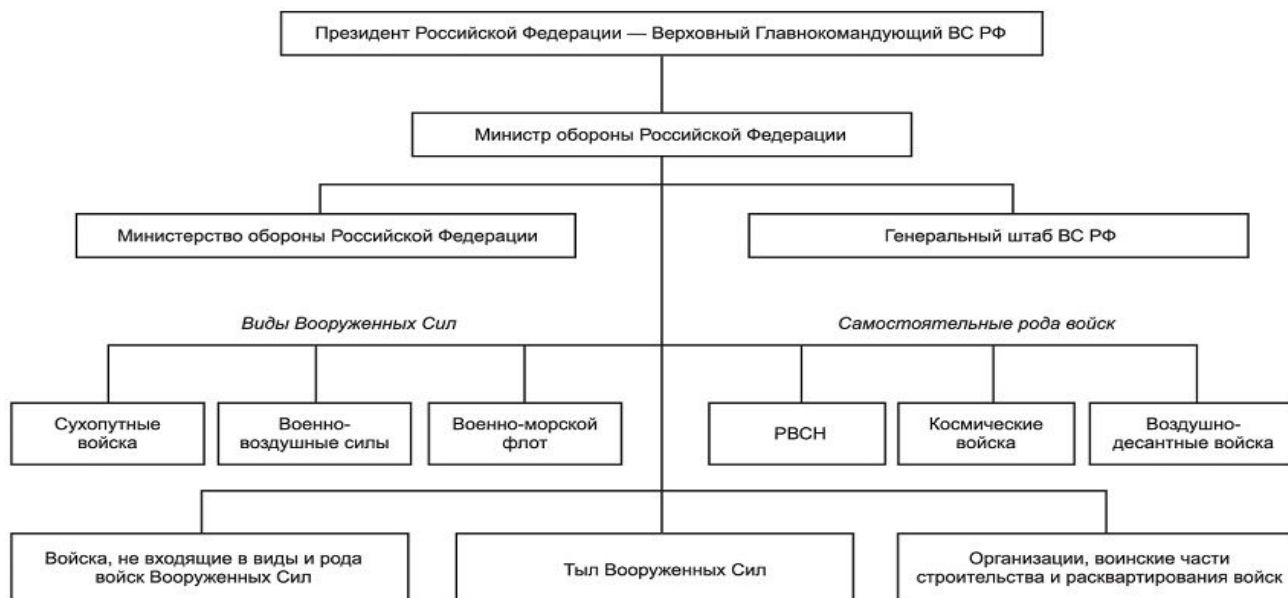 Президент Российской Федерации — Верховный Главнокомандующий ВС РФ
Министр обороны Российской Федерации
Министерство обороны Российской Федерации
Генеральный штаб ВС РФ
Виды Вооруженных Сил
Самостоятельные рода войск
Сухопутные
войска
Военно-
воздушные силы
Военно-морской
флот
РВСН
Космические
войска
Воздушно-
десантные войска
Войска, не входящие в виды и рода
войск Вооруженных Сил
Тыл Вооруженных Сил
Организации, воинские части
строительства и расквартирования войск